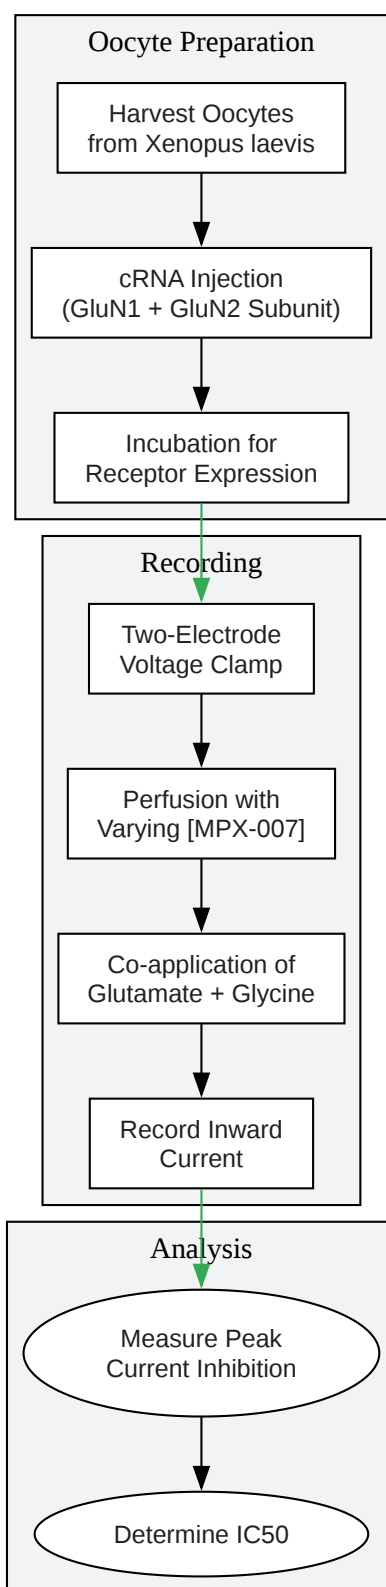 Oocyte Preparation
Harvest Oocytes
from Xenopus laevis
cRNA Injection
(GluN1 + GluN2 Subunit)
Incubation for
Receptor Expression
Recording
Two-Electrode
Voltage Clamp
Perfusion with
Varying [MPX-007]
Co-application of
Glutamate + Glycine
Record Inward
Current
Analysis
Measure Peak
Current Inhibition
Determine IC50